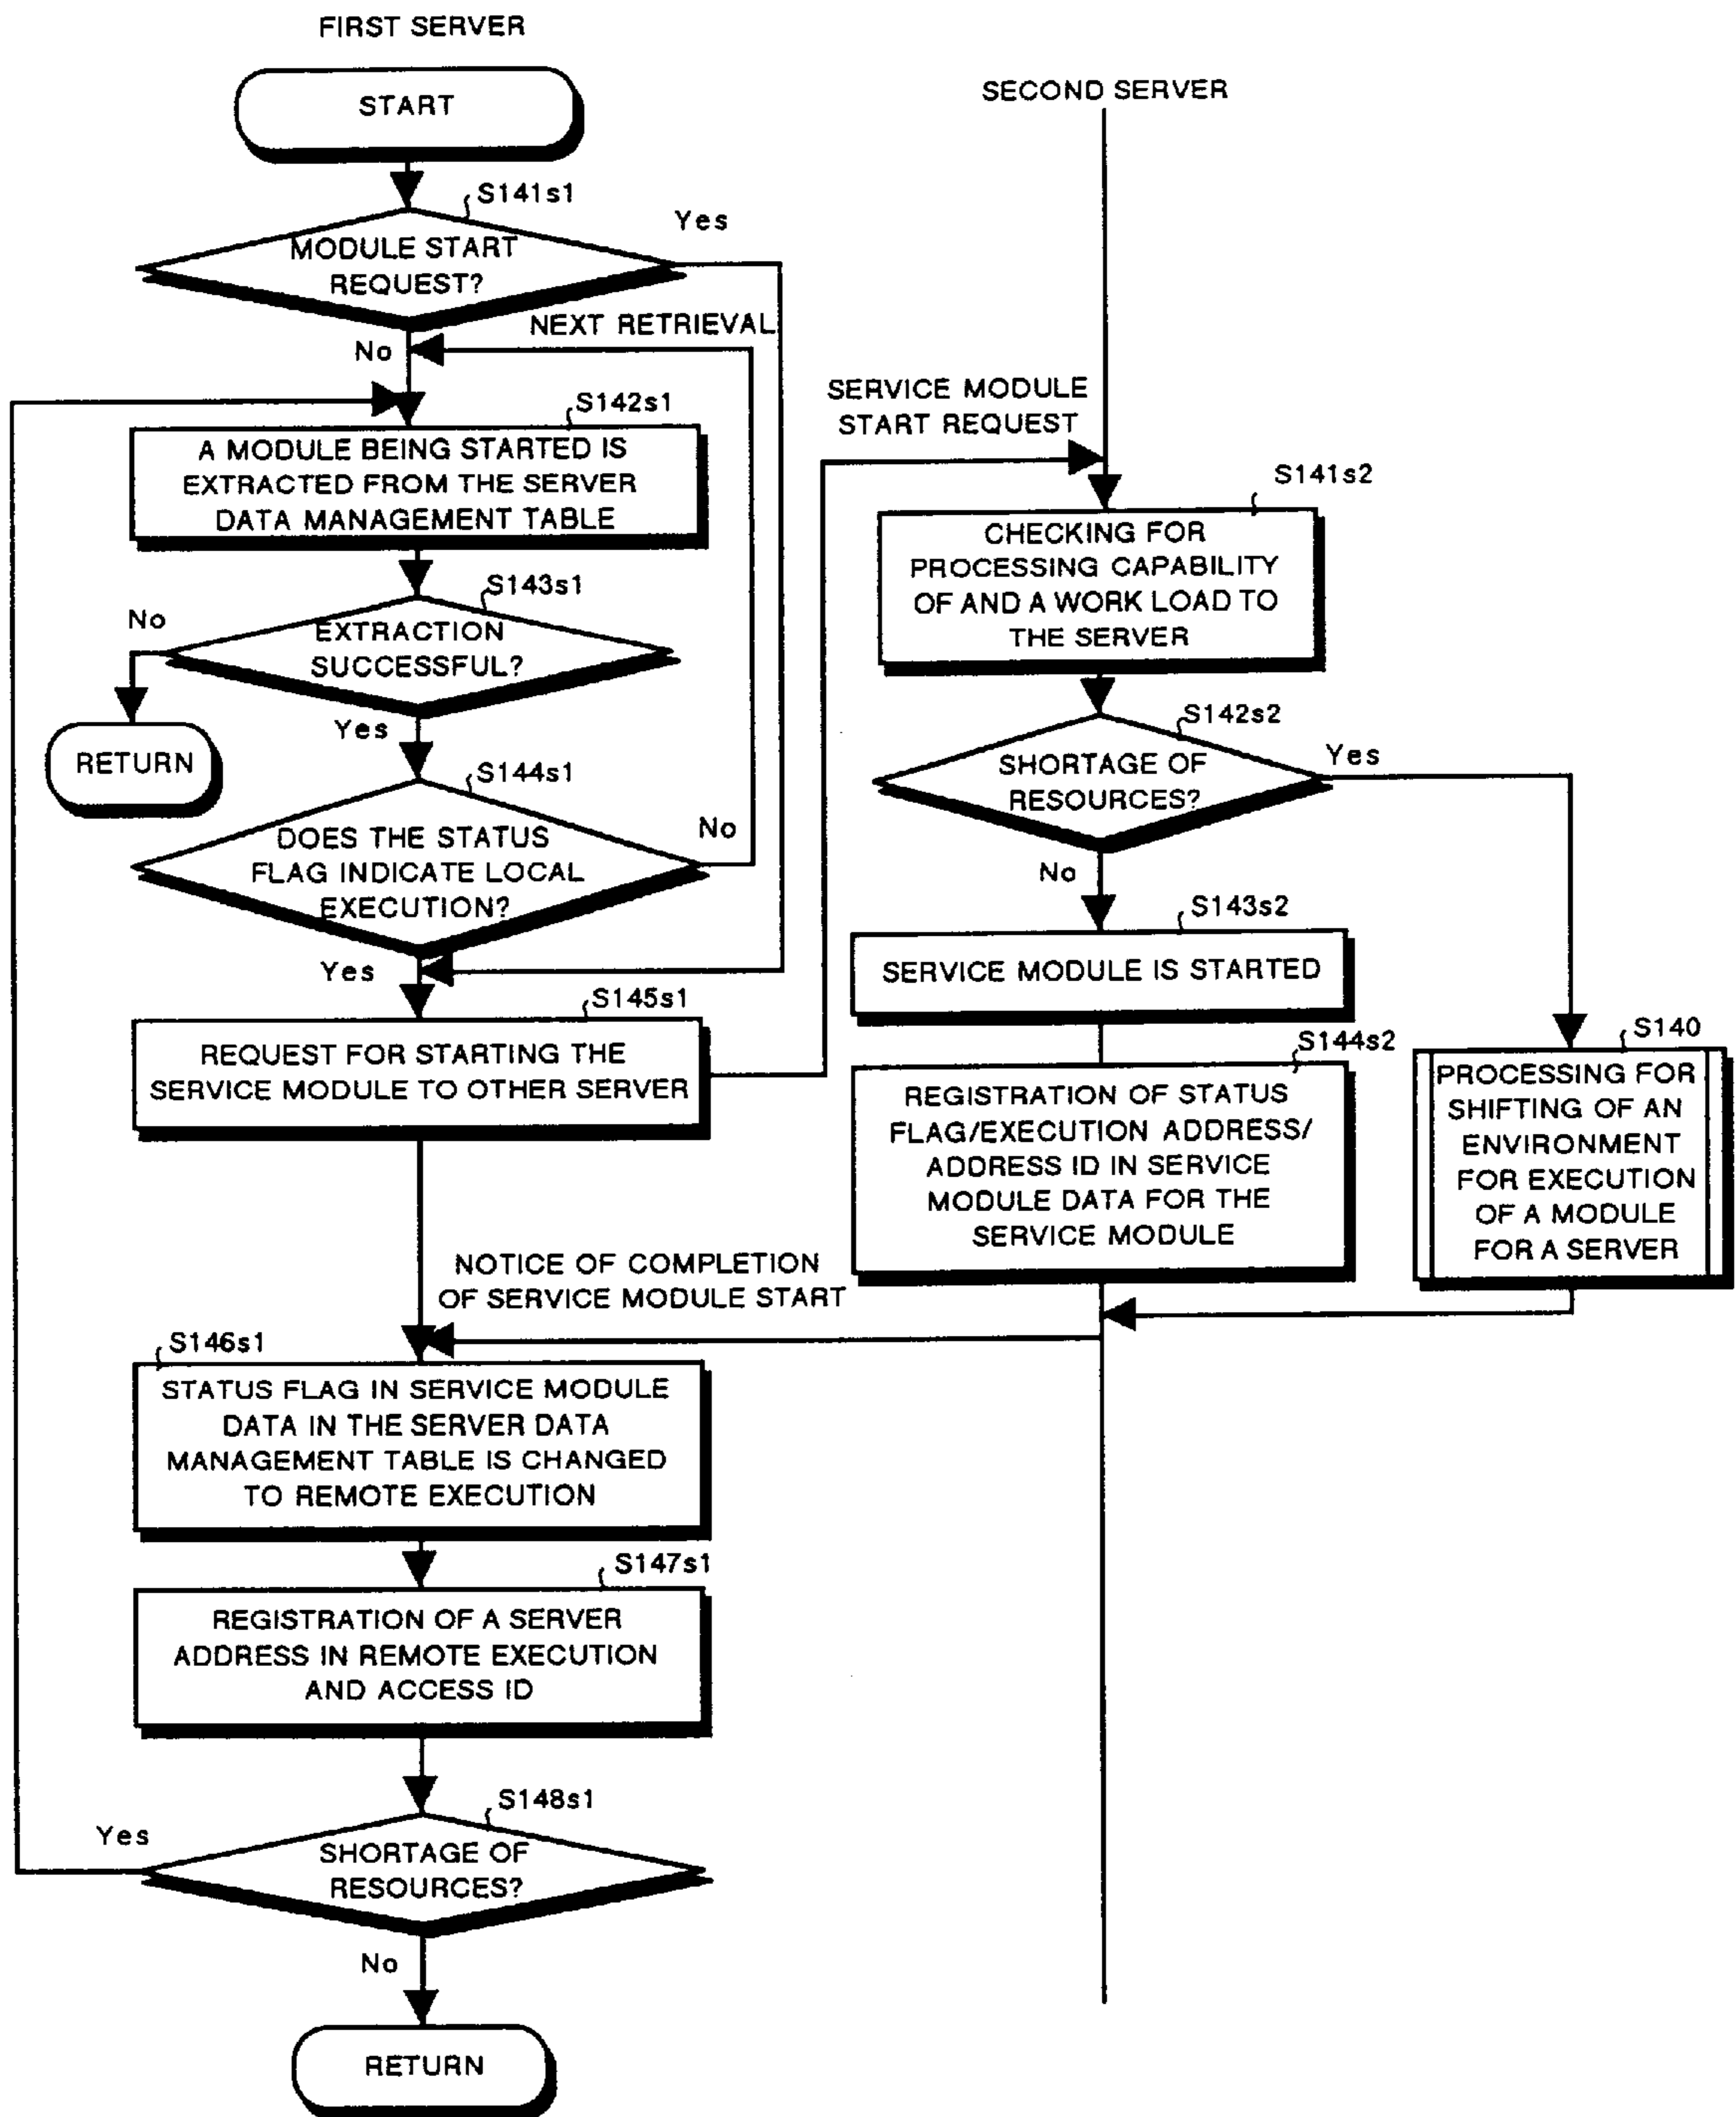 FIRST SERVER
START
S141s1
Yes
MODULE START
REQUEST?
NEXT RETRIEVAL
No
S142s1
A MODULE BEING STARTED IS
EXTRACTED FROM THE SERVER
DATA MANAGEMENT TABLE
S143s1
No
EXTRACTION
SUCCESSFUL?
Yes
RETURN
S144s1
DOES THE STATUS
FLAG INDICATE LOCAL
EXECUTION?
No
Yes
S145s1
REQUEST FOR STARTING THE
SERVICE MODULE TO OTHER SERVER
NOTICE OF COMPLETION
OF SERVICE MODULE START
S146s1
STATUS FLAG IN SERVICE MODULE
DATA IN THE SERVER DATA
MANAGEMENT TABLE IS CHANGED
TO REMOTE EXECUTION
S147s1
REGISTRATION OF A SERVER
ADDRESS IN REMOTE EXECUTION
AND ACCESS ID
S148s1
Yes
SHORTAGE OF
RESOURCES?
No
RETURN
SECOND SERVER
SERVICE MODULE
START REQUEST
S141s2
CHECKING FOR
PROCESSING CAPABILITY
OF AND A WORK LOAD TO
THE SERVER
S142s2
Yes
SHORTAGE OF
RESOURCES?
No
S143s2
SERVICE MODULE IS STARTED
S144s2
REGISTRATION OF STATUS
FLAG/EXECUTION ADDRESS/
ADDRESS ID IN SERVICE
MODULE DATA FOR THE
SERVICE MODULE
S140
PROCESSING FOR
SHIFTING OF AN
ENVIRONMENT
FOR EXECUTION
OF A MODULE
FOR A SERVER